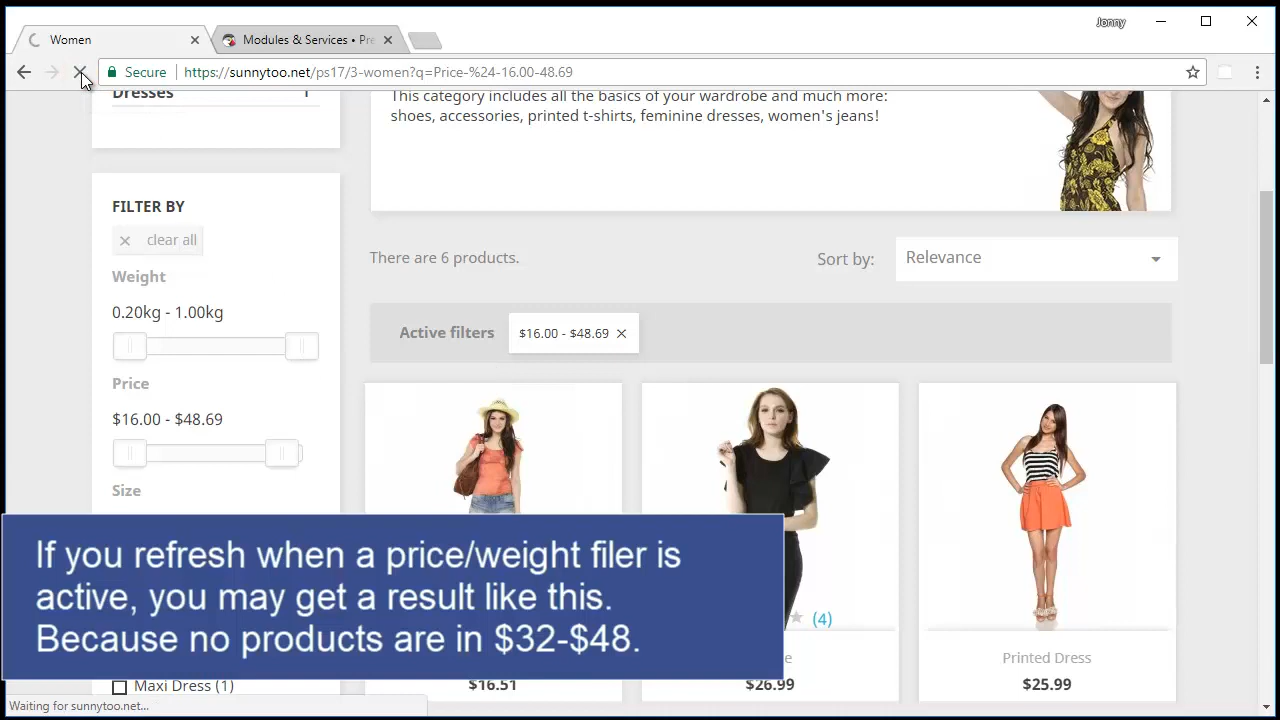 Jonny
Women
Modules & Services • Pre
Secure
https://sunnytoo.net/ps17/3-women?q=Price-%24-16.00-48.69
Dresses
1
This category includes all the basics of your wardrobe and much more:
shoes, accessories, printed t-shirts, feminine dresses, women's jeans!
FILTER BY
clear all
There are 6 products.
Sort by:
Relevance
Weight
0.20kg - 1.00kg
Active filters
$16.00 - $48.69
Price
$16.00 - $48.69
Size
If you refresh when a price/weight filer is
active, you may get a result like this.
Because no products are in $32-$48.
(4)
Printed Dress
Maxi Dress (1)
$16.51
$26.99
$25.99
Waiting for sunnytoo.net...